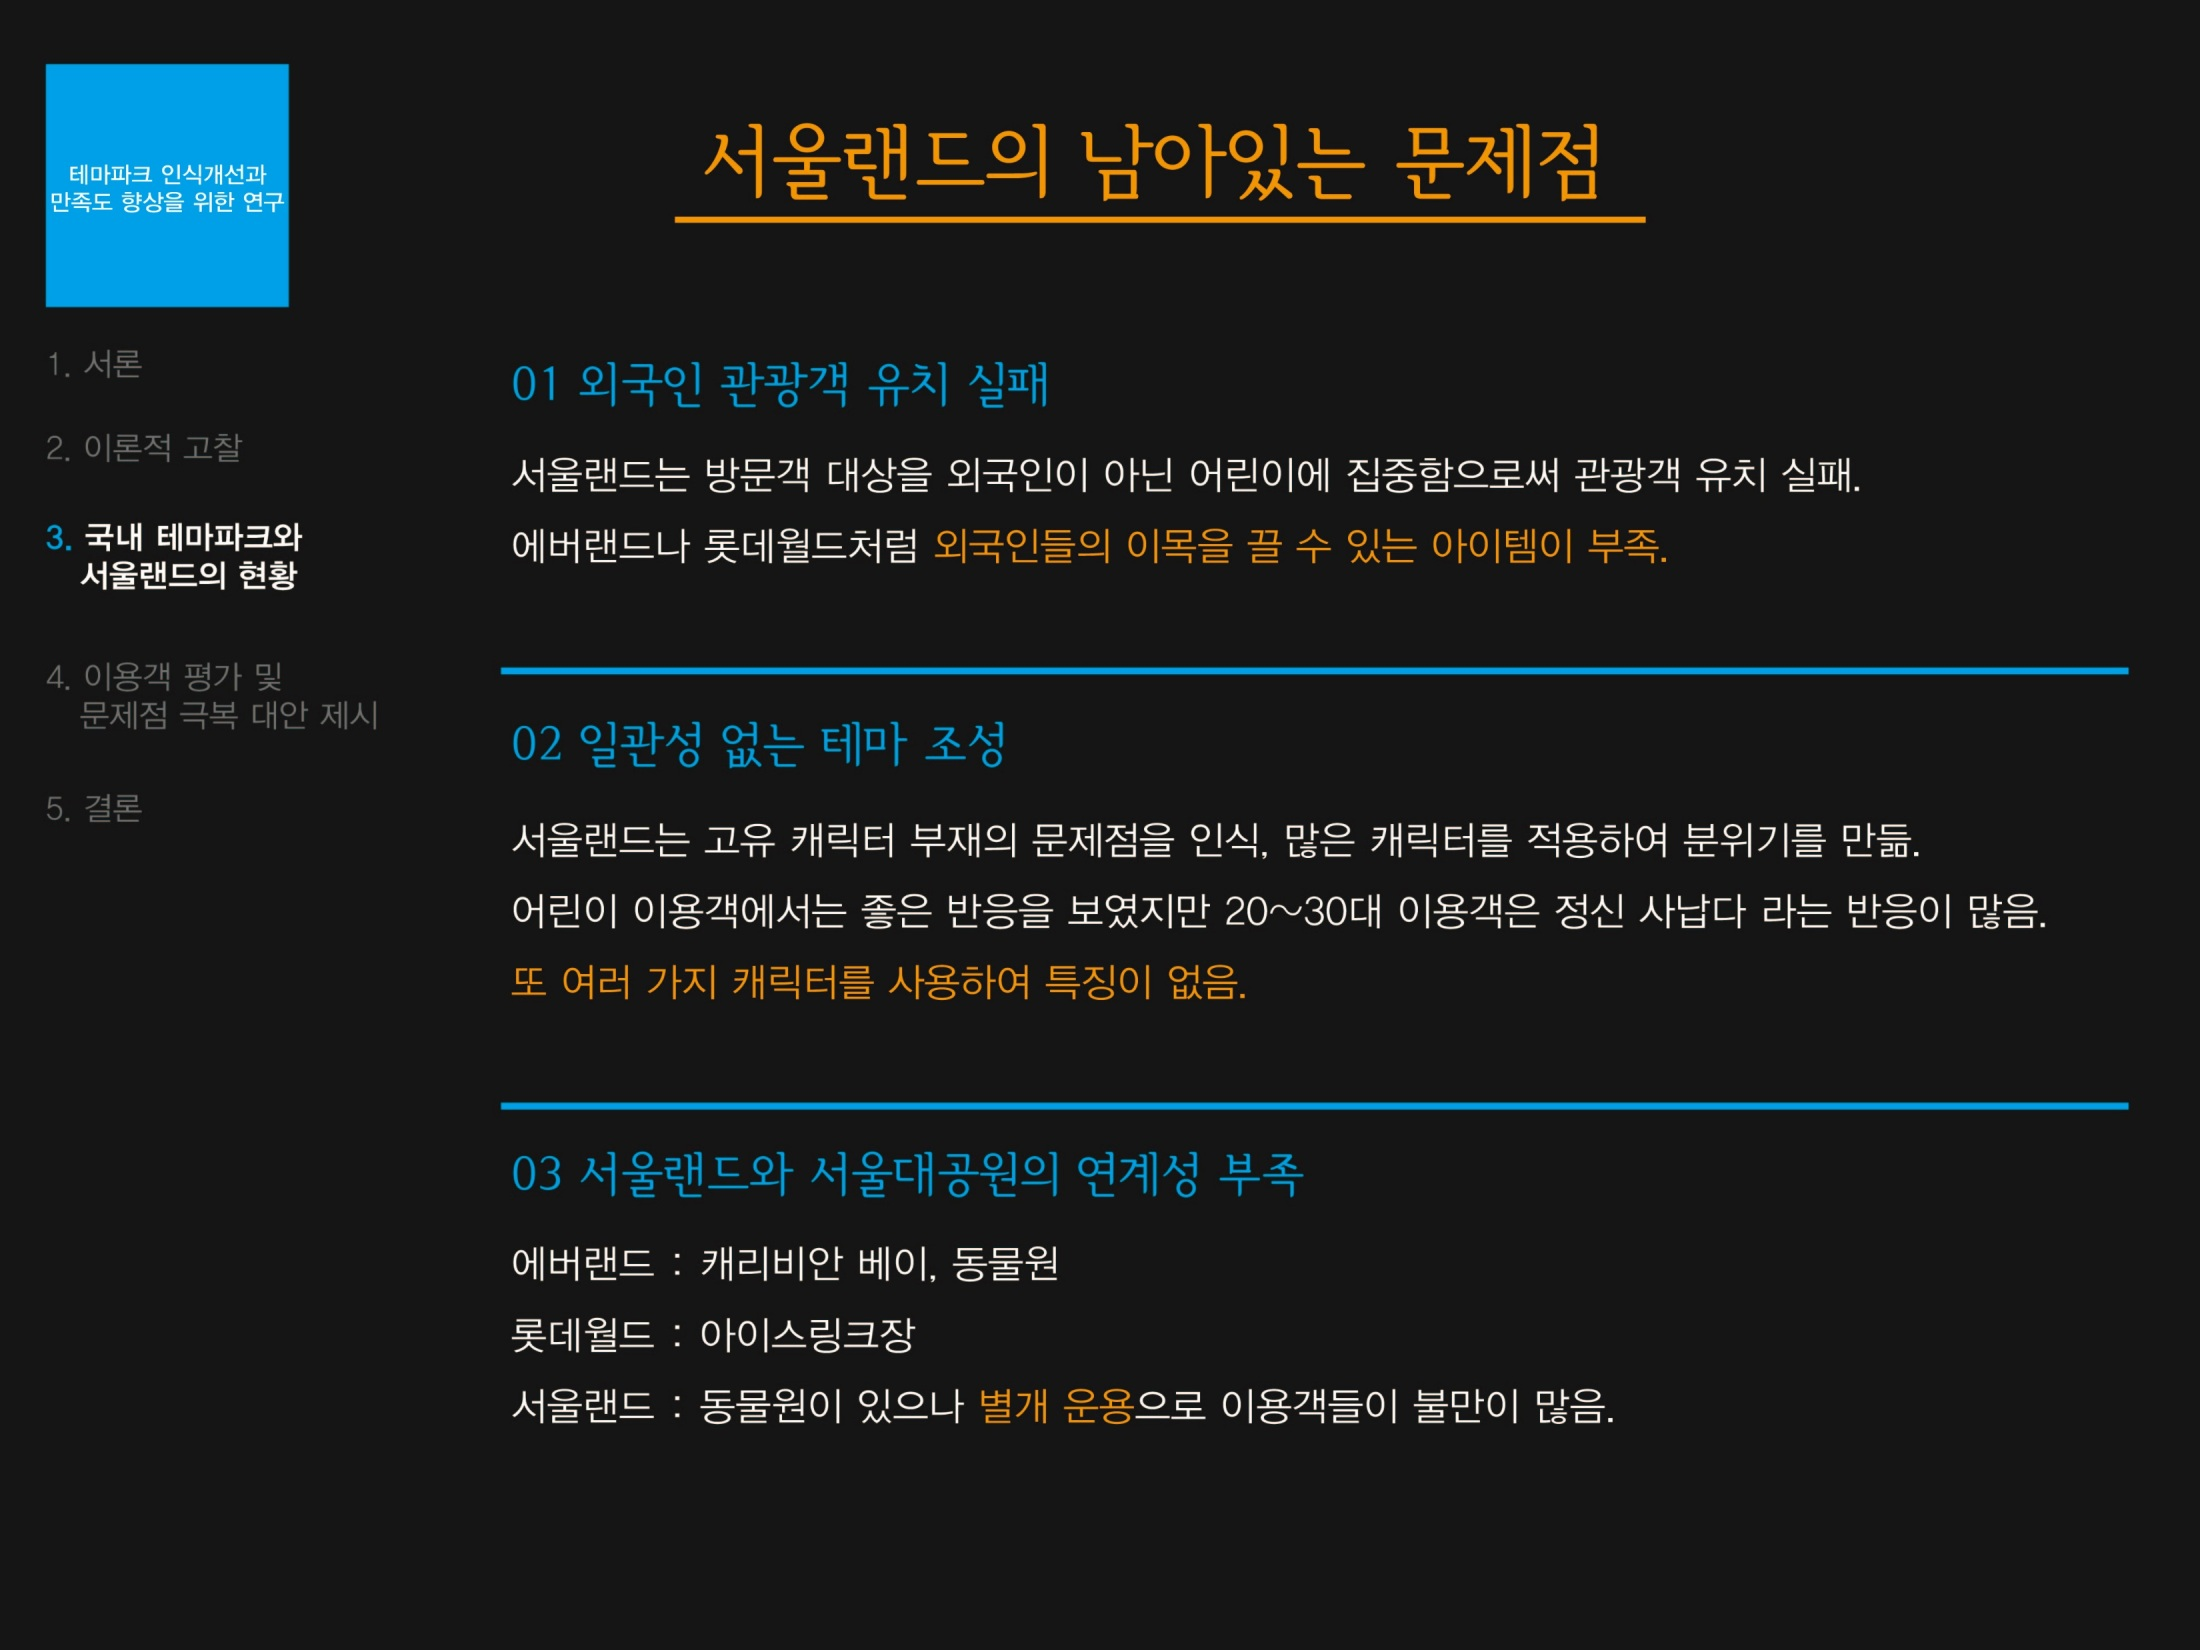 테마파크 인식개선과
만족도 향상을 위한 연구
1. 서론
2. 이론적 고찰
3. 국내 테마파크와
서울랜드의 현황
4. 이용객 평가 및
문제점 극복 대안 제시
5. 결론
서울랜드의 남아있는 문제점
01 외국인 관광객 유치 실패
서울랜드는 방문객 대상을 외국인이 아닌 어린이에 집중함으로써 관광객 유치 실패.
에버랜드나 롯데월드처럼 외국인들의 이목을 끌 수 있는 아이템이 부족.
02 일관성 없는 테마 조성
서울랜드는 고유 캐릭터 부재의 문제점을 인식, 많은 캐릭터를 적용하여 분위기를 만듦.
어린이 이용객에서는 좋은 반응을 보였지만 20~30대 이용객은 정신 사납다 라는 반응이 많음.
또 여러 가지 캐릭터를 사용하여 특징이 없음.
03 서울랜드와 서울대공원의 연계성 부족
에버랜드 : 캐리비안 베이, 동물원
롯데월드 : 아이스링크장
서울랜드 : 동물원이 있으나 별개 운용으로 이용객들이 불만이 많음.